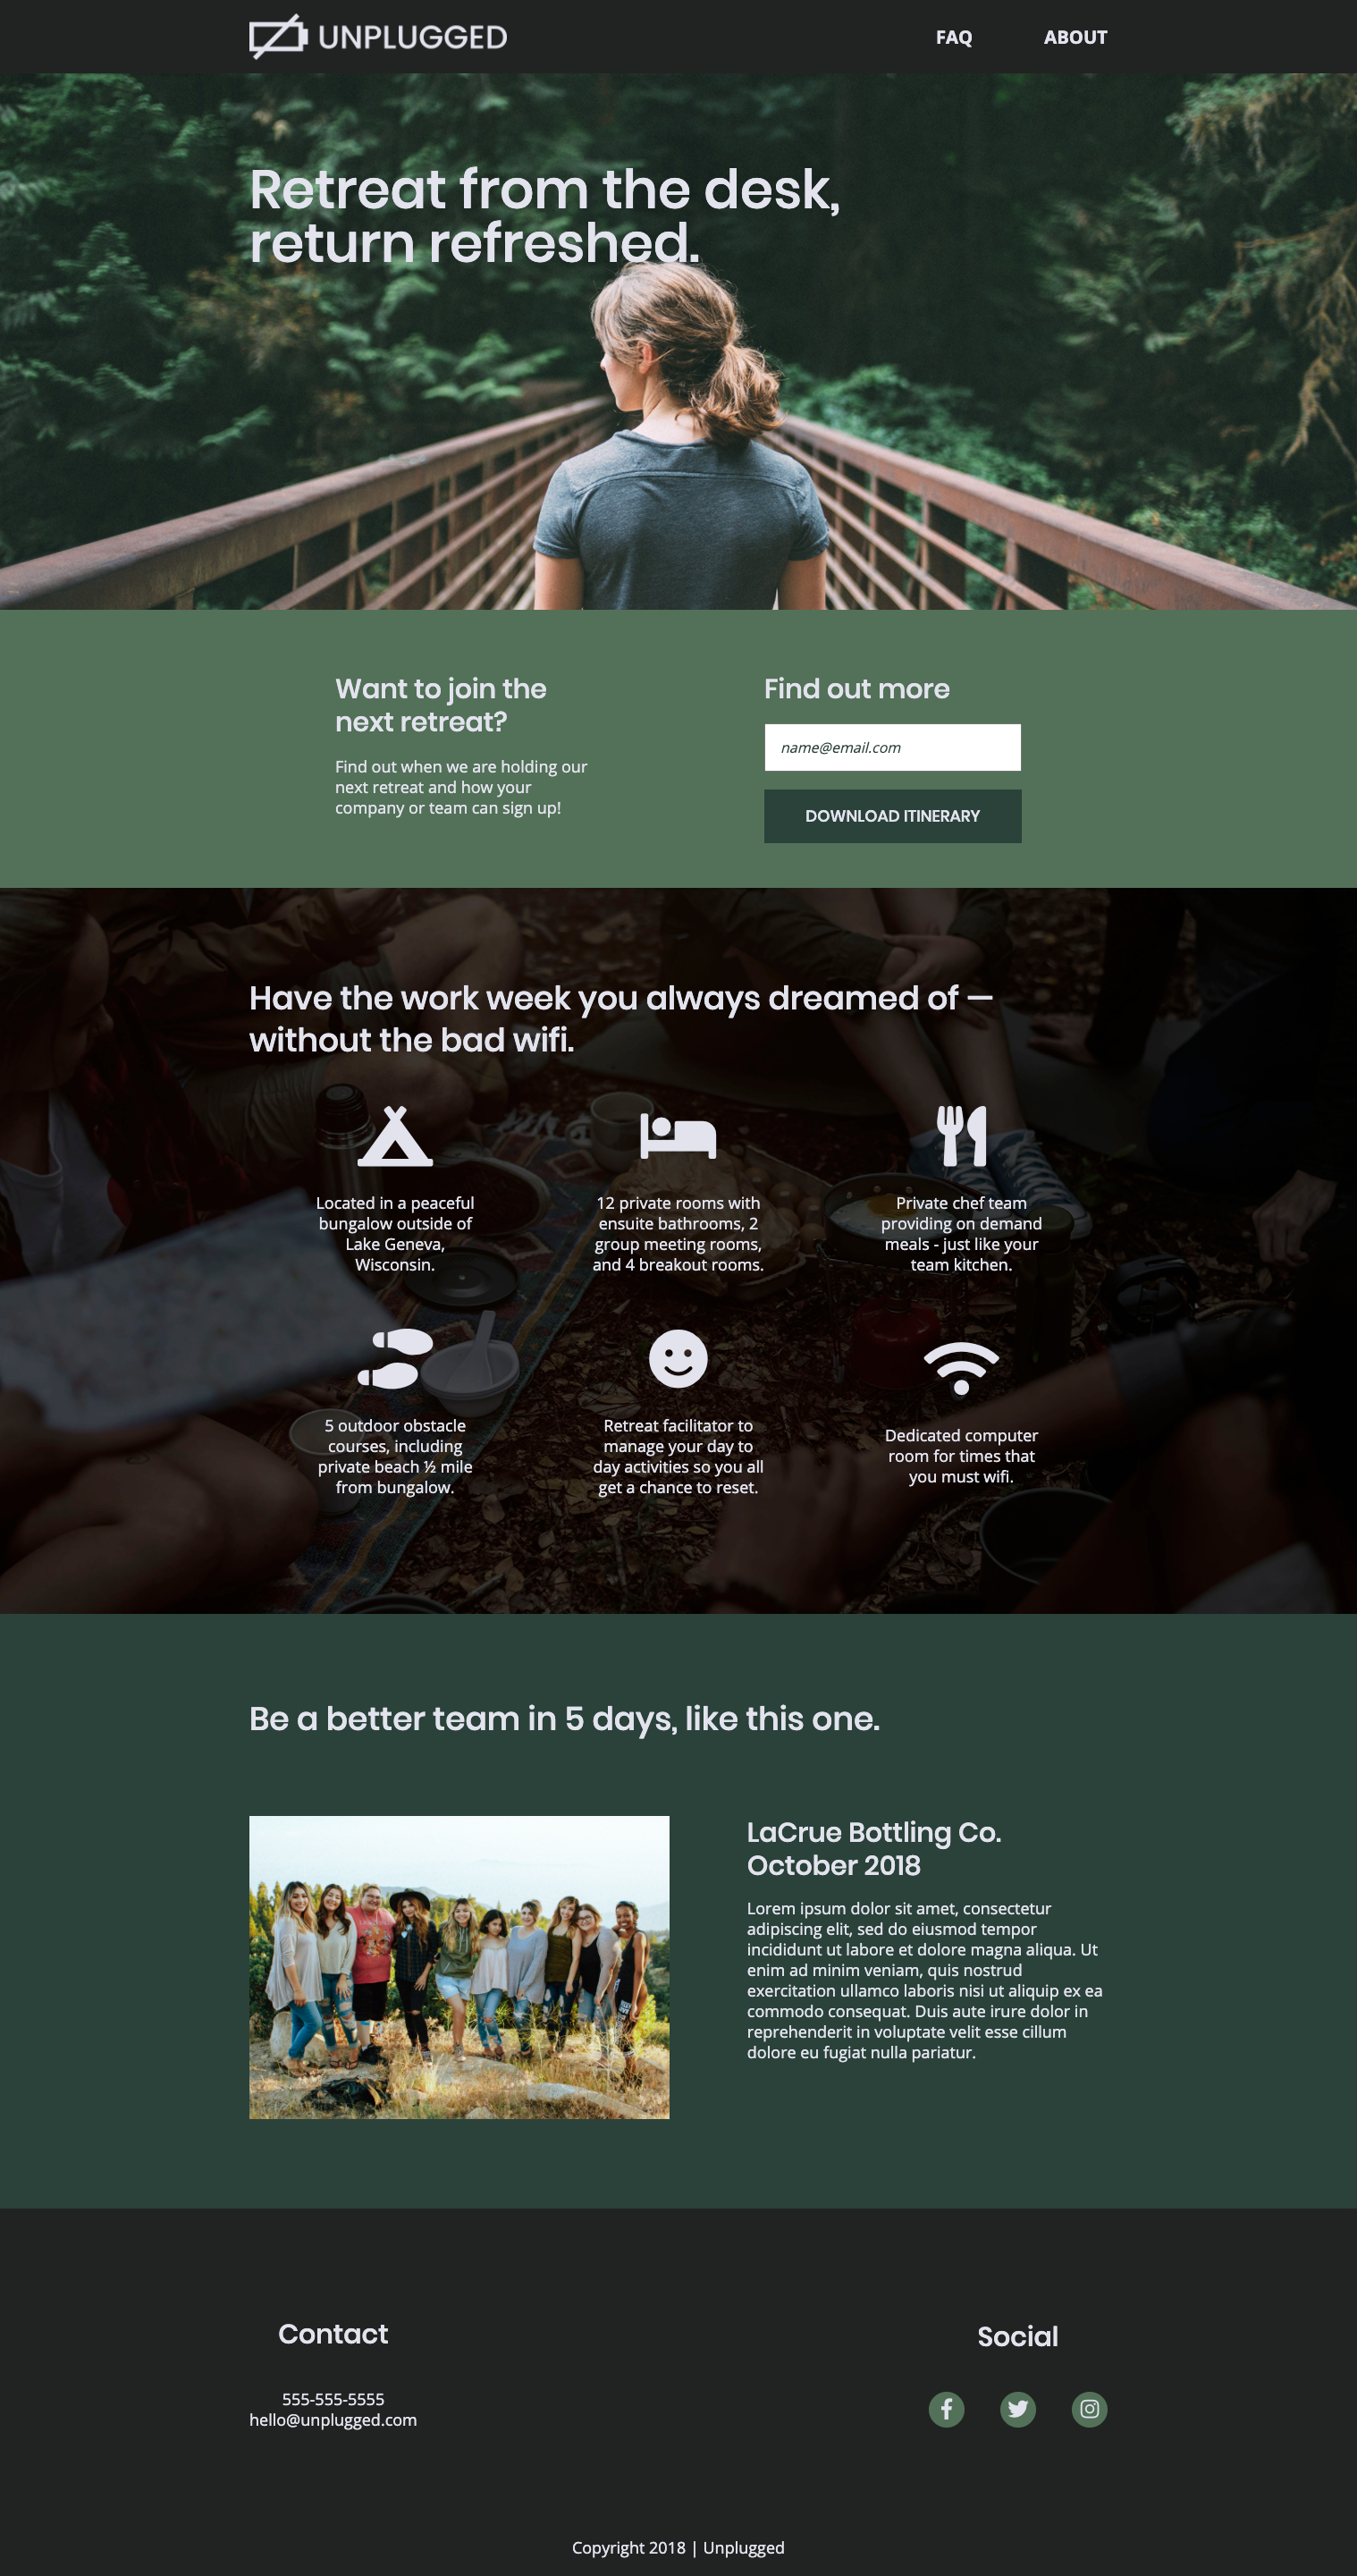 UNPLUGGED
FAQ
ABOUT
Retreat from the desk,
return refreshed.
Want to join the
next retreat?
Find out when we are holding our
next retreat and how your
company or team can sign up!
Find out more
name@email.com
DOWNLOAD ITINERARY
Have the work week you always dreamed of —
without the bad wifi.
Located in a peaceful
bungalow outside of
Lake Geneva,
Wisconsin.
12 private rooms with
ensuite bathrooms, 2
group meeting rooms,
and 4 breakout rooms.
Private chef team
providing on demand
meals - just like your
team kitchen.
5 outdoor obstacle
courses, including
private beach ½ mile
from bungalow.
Retreat facilitator to
manage your day to
day activities so you all
get a chance to reset.
Dedicated computer
room for times that
you must wifi.
Be a better team in 5 days, like this one.
LaCrue Bottling Co.
October 2018
Lorem ipsum dolor sit amet, consectetur
adipiscing elit, sed do eiusmod tempor
incididunt ut labore et dolore magna aliqua. Ut
enim ad minim veniam, quis nostrud
exercitation ullamco laboris nisi ut aliquip ex ea
commodo consequat. Duis aute irure dolor in
reprehenderit in voluptate velit esse cillum
dolore eu fugiat nulla pariatur.
Contact
555-555-5555
hello@unplugged.com
Social
Copyright 2018 | Unplugged